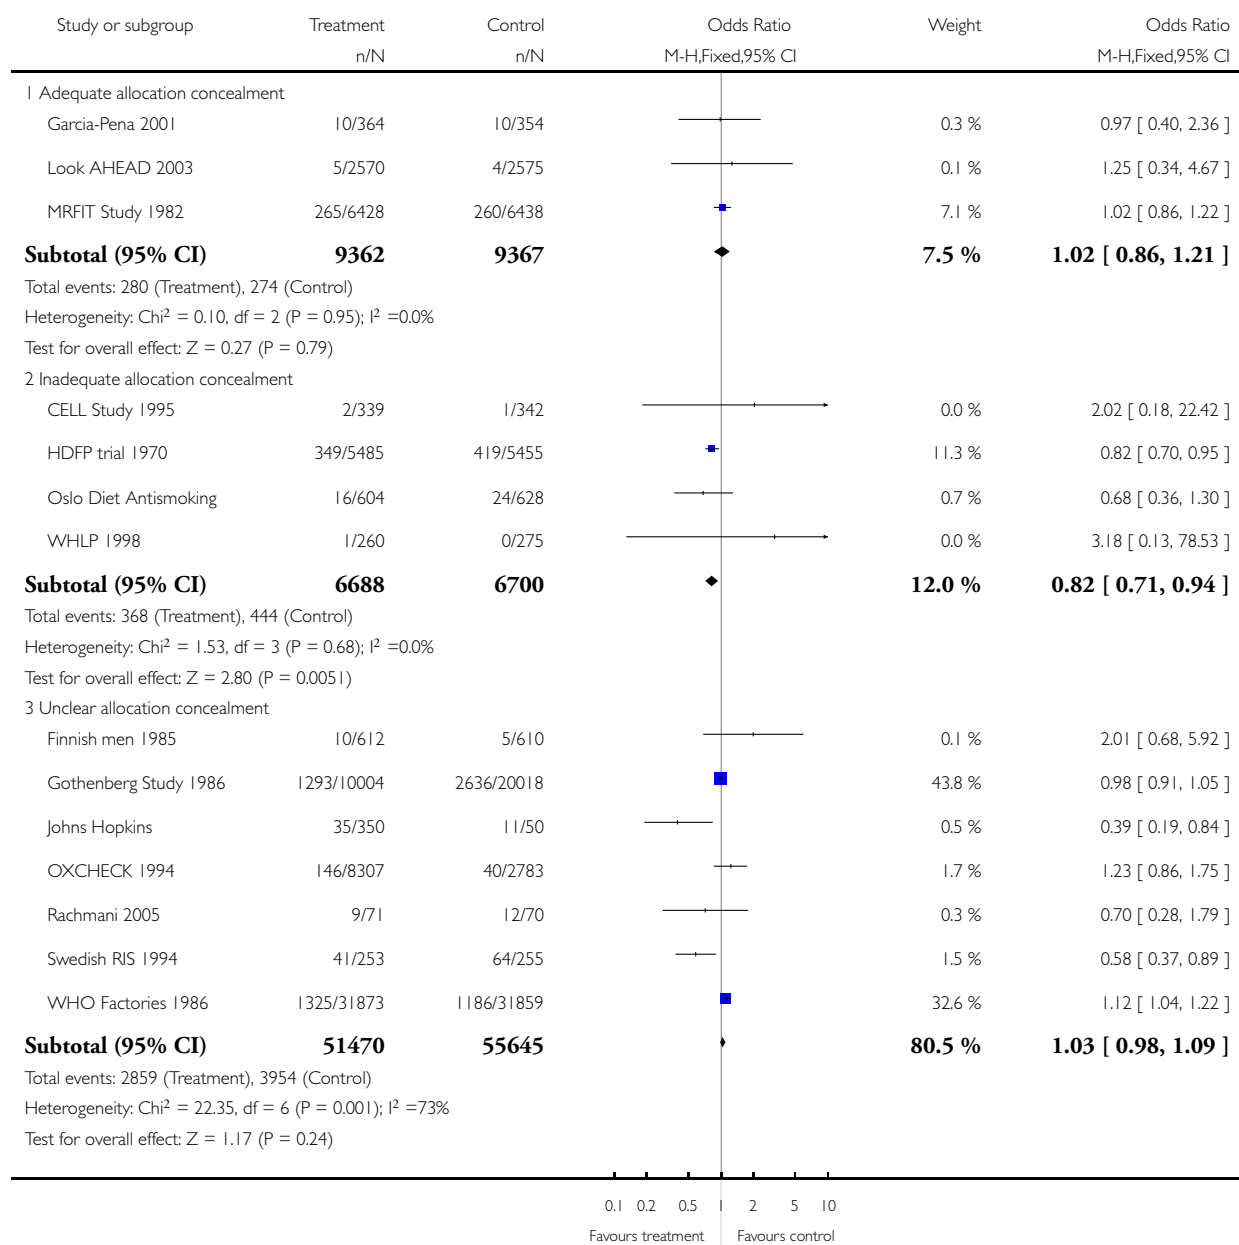 Study or subgroup Treatment Control Odds Ratio Weight Odds Ratio
n/N n/N M-H,Fixed,95% CI M-H,Fixed,95% CI
1 Adequate allocation concealment
Garcia-Pena 2001 10/364 10/354 0.3 % 0.97 [ 0.40, 2.36 ]
Look AHEAD 2003 5/2570 4/2575 0.1 % 1.25 [ 0.34, 4.67 ]
MRFIT Study 1982 265/6428 260/6438 7.1 % 1.02 [ 0.86, 1.22 ]
Subtotal (95% CI) 9362 9367 7.5 % 1.02 [ 0.86, 1.21 ]
Total events: 280 (Treatment), 274 (Control)
Heterogeneity: Chi² = 0.10, df = 2 (P = 0.95); I² =0.0%
Test for overall effect: Z = 0.27 (P = 0.79)
2 Inadequate allocation concealment
CELL Study 1995 2/339 1/342 0.0 % 2.02 [ 0.18, 22.42 ]
HDFP trial 1970 349/5485 419/5455 11.3 % 0.82 [ 0.70, 0.95 ]
Oslo Diet Antismoking 16/604 24/628 0.7 % 0.68 [ 0.36, 1.30 ]
WHLP 1998 1/260 0/275 0.0 % 3.18 [ 0.13, 78.53 ]
Subtotal (95% CI) 6688 6700 12.0 % 0.82 [ 0.71, 0.94 ]
Total events: 368 (Treatment), 444 (Control)
Heterogeneity: Chi² = 1.53, df = 3 (P = 0.68); I² =0.0%
Test for overall effect: Z = 2.80 (P = 0.0051)
3 Unclear allocation concealment
Finnish men 1985 10/612 5/610 0.1 % 2.01 [ 0.68, 5.92 ]
Gothenberg Study 1986 1293/10004 2636/20018 43.8 % 0.98 [ 0.91, 1.05 ]
Johns Hopkins 35/350 11/50 0.5 % 0.39 [ 0.19, 0.84 ]
OXCHECK 1994 146/8307 40/2783 1.7 % 1.23 [ 0.86, 1.75 ]
Rachmani 2005 9/71 12/70 0.3 % 0.70 [ 0.28, 1.79 ]
Swedish RIS 1994 41/253 64/255 1.5 % 0.58 [ 0.37, 0.89 ]
WHO Factories 1986 1325/31873 1186/31859 32.6 % 1.12 [ 1.04, 1.22 ]
Subtotal (95% CI) 51470 55645 80.5 % 1.03 [ 0.98, 1.09 ]
Total events: 2859 (Treatment), 3954 (Control)
Heterogeneity: Chi² = 22.35, df = 6 (P = 0.001); I² =73%
Test for overall effect: Z = 1.17 (P = 0.24)
0.1 0.2 0.5 1 2 5 10
Favours treatment Favours control